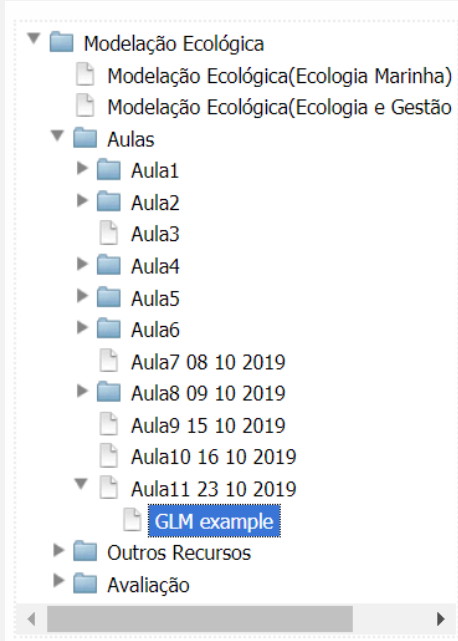 Modelação Ecológica
Modelação Ecológica(Ecologia Marinha)
Modelação Ecológica(Ecologia e Gestão
Aulas
Aula1
Aula2
Aula3
Aula4
Aula5
Aula6
Aula7 08 10 2019
Aula8 09 10 2019
Aula9 15 10 2019
Aula10 16 10 2019
Aula11 23 10 2019
GLM example
Outros Recursos
Avaliação